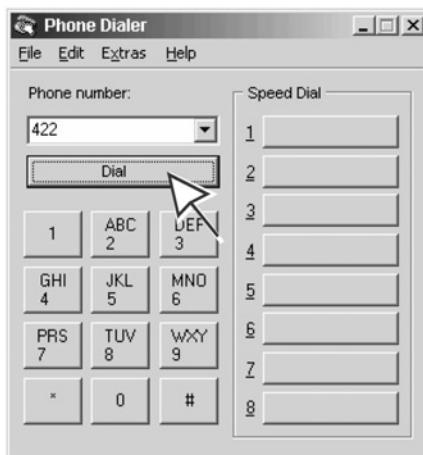 Phone Dialer
File Edit Extras Help
Phone number:
422
Dial
1
ABC
2
DEF
3
GHI
4
JKL
5
MNO
6
PRS
7
TUV
8
WXY
9
*
0
#
Speed Dial
1
2
3
4
5
6
7
8